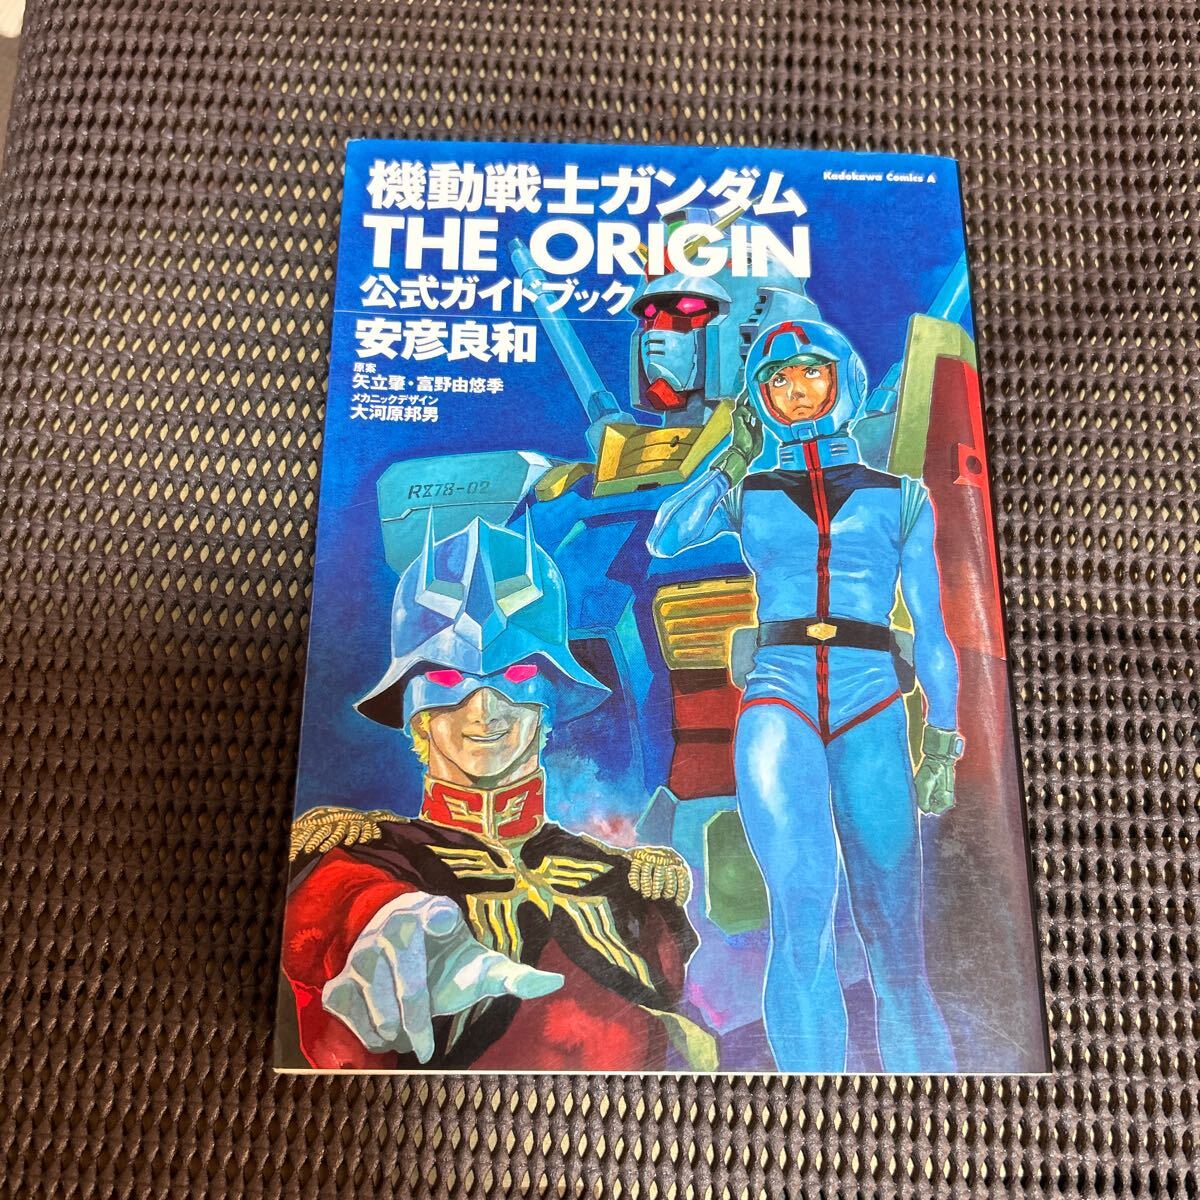 機動戦士ガンダム
Kadokawa Comics A
THE ORIGIN
公式ガイドブック
安彦良和
原案
矢立肇・富野由悠季
メカニックデザイン
大河原邦男
RX78-02